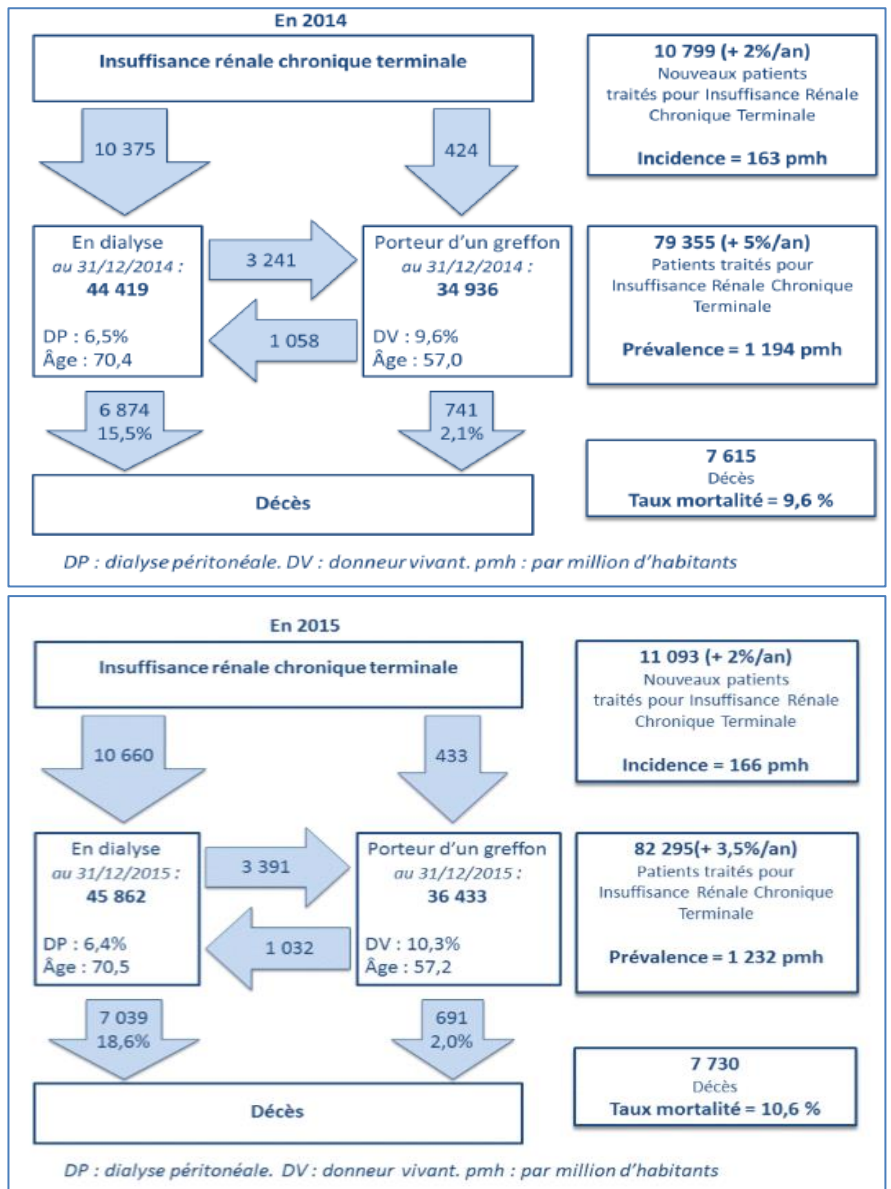 En 2014
Insuffisance rénale chronique terminale
10 799 (+ 2%/an)
Nouveaux patients
traités pour Insuffisance Rénale
Chronique Terminale
Incidence = 163 pmh
10 375
424
En dialyse
au 31/12/2014 :
44 419
DP : 6,5%
Âge : 70,4
3 241
1 058
Porteur d'un greffon
au 31/12/2014 :
34 936
DV : 9,6%
Âge : 57,0
79 355 (+ 5%/an)
Patients traités pour
Insuffisance Rénale Chronique
Terminale
Prévalence = 1 194 pmh
6 874
15,5%
741
2,1%
Décès
7 615
Décès
Taux mortalité = 9,6 %
DP : dialyse péritonéale. DV : donneur vivant. pmh : par million d'habitants
En 2015
Insuffisance rénale chronique terminale
11 093 (+ 2%/an)
Nouveaux patients
traités pour Insuffisance Rénale
Chronique Terminale
Incidence = 166 pmh
10 660
433
En dialyse
au 31/12/2015 :
45 862
DP : 6,4%
Âge : 70,5
3 391
1 032
Porteur d'un greffon
au 31/12/2015 :
36 433
DV : 10,3%
Âge : 57,2
82 295(+ 3,5%/an)
Patients traités pour
Insuffisance Rénale Chronique
Terminale
Prévalence = 1 232 pmh
7 039
18,6%
691
2,0%
Décès
7 730
Décès
Taux mortalité = 10,6 %
DP : dialyse péritonéale. DV : donneur vivant. pmh : par million d'habitants